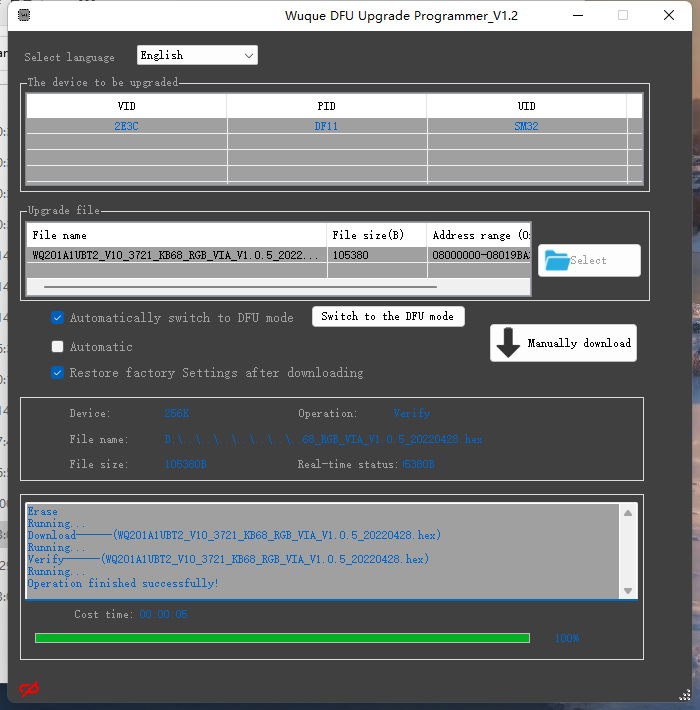 Wuque DFU Upgrade Programmer_V1.2
Select language English
The device to be upgraded
VID PID UID
2E3C DF11 SM32
Upgrade file
File name File size(B) Address range (O
WQ201A1UBT2_V10_3721_KB68_RGB_VIA_V1.0.5_2022... 105380 08000000-08019BA
Select
Automatically switch to DFU mode Switch to the DFU mode
Automatic
Manually download
Restore factory Settings after downloading
Device: 256K Operation: Verify
File name: D:\..\..\..\..\..\..\..68_RGB_VIA_V1.0.5_20220428.hex
File size: 105380B Real-time status: 5380B
Erase
Running...
Download——————(WQ201A1UBT2_V10_3721_KB68_RGB_VIA_V1.0.5_20220428.hex)
Running...
Verify——————(WQ201A1UBT2_V10_3721_KB68_RGB_VIA_V1.0.5_20220428.hex)
Running...
Operation finished successfully!
Cost time: 00:00:05
100%